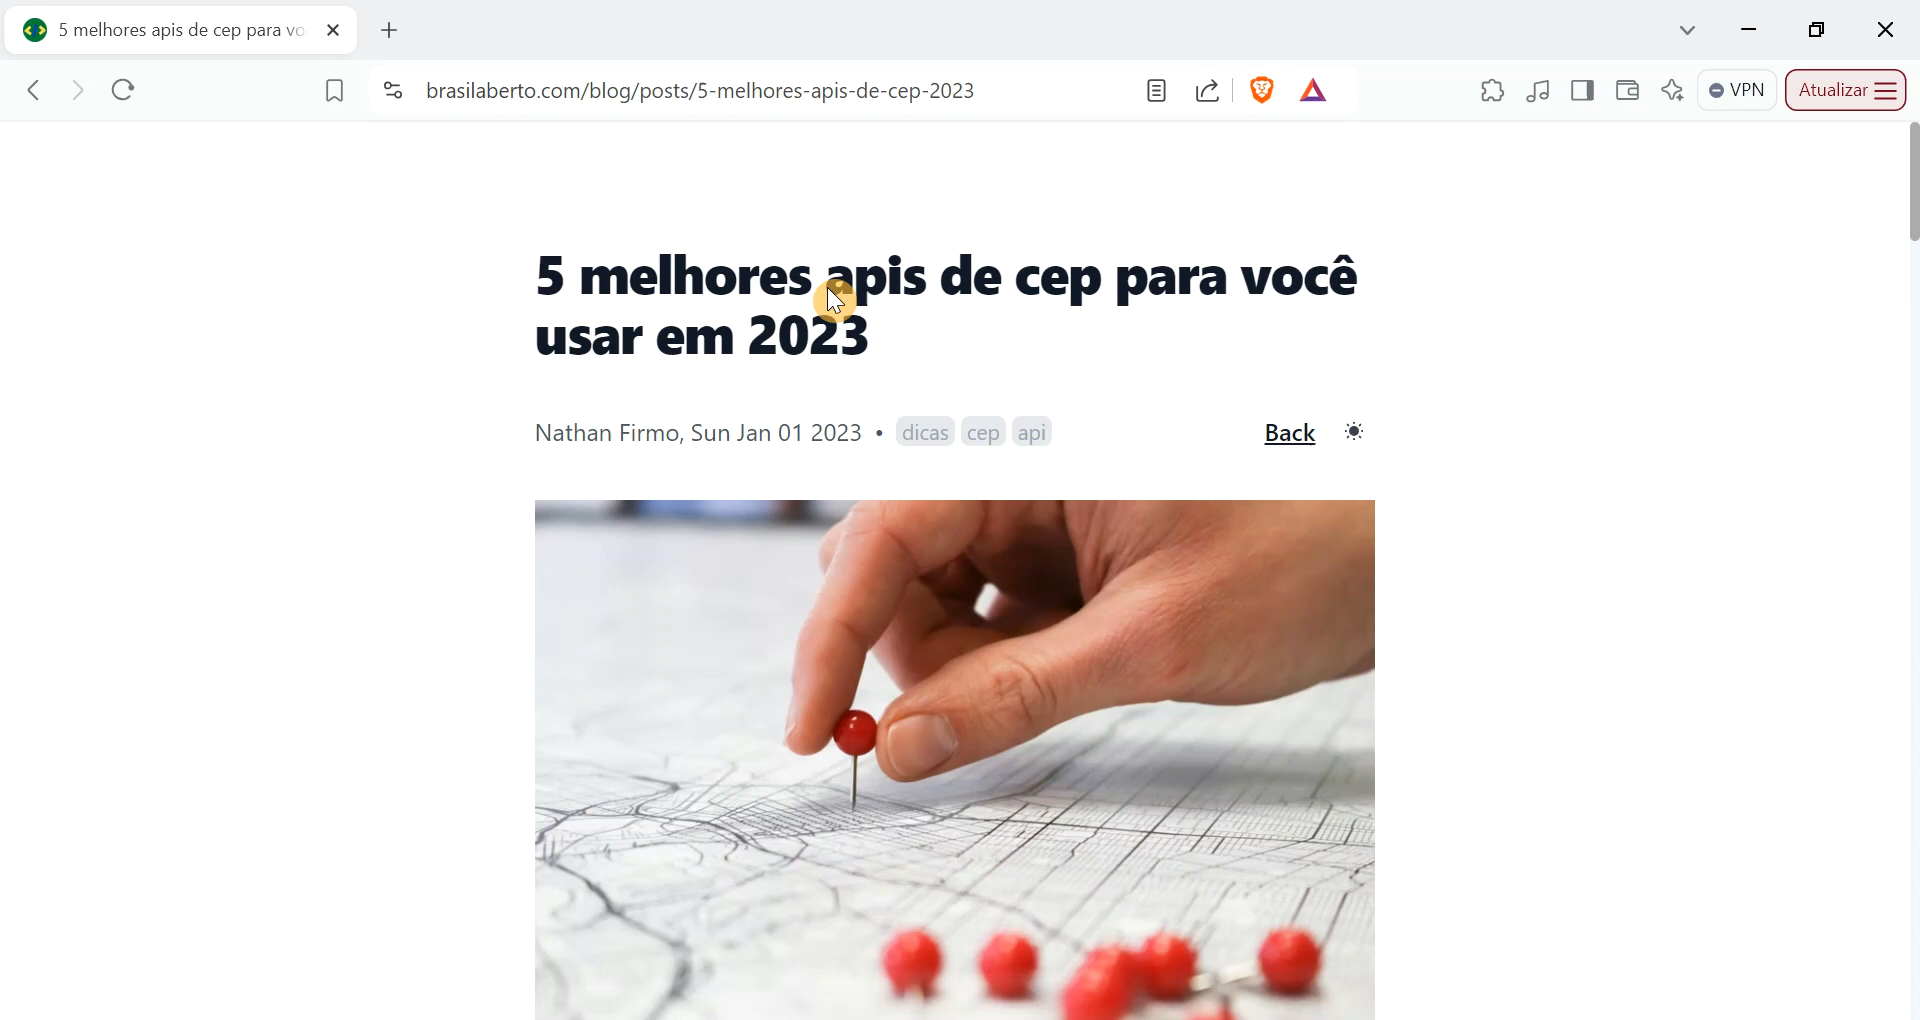 5 melhores apis de cep para vo
brasilaberto.com/blog/posts/5-melhores-apis-de-cep-2023
VPN
Atualizar
5 melhores apis de cep para você
usar em 2023
Nathan Firmo, Sun Jan 01 2023 • dicas cep api
Back